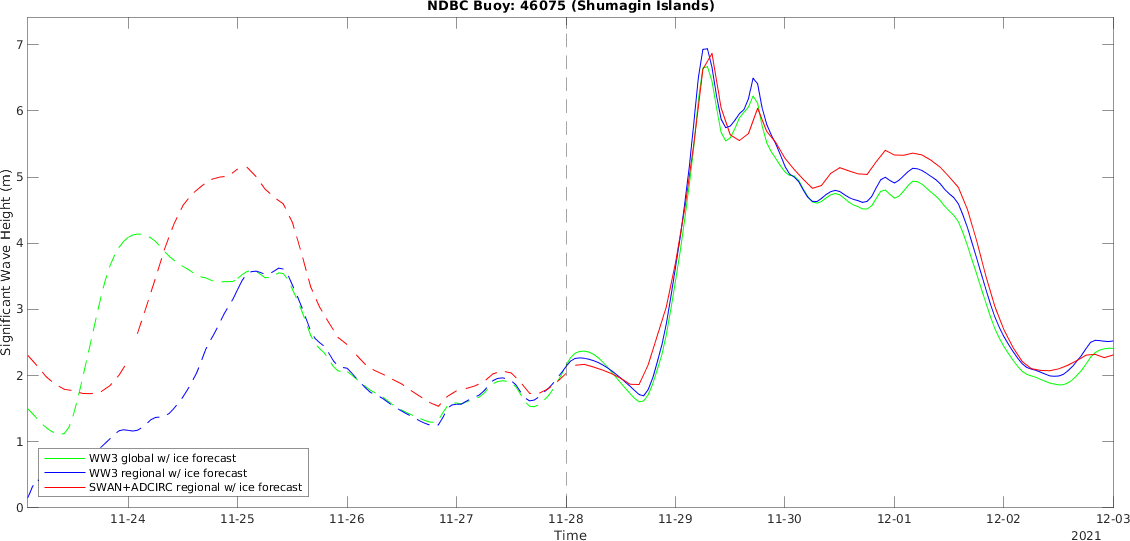 NDBC Buoy: 46075 (Shumagin Islands)
Significant Wave Height (m)
7
6
5
4
3
2
1
0
WW3 global w/ ice forecast
WW3 regional w/ ice forecast
SWAN+ADCIRC regional w/ ice forecast
11-24 11-25 11-26 11-27 11-28 11-29 11-30 12-01 12-02 12-03
Time
2021